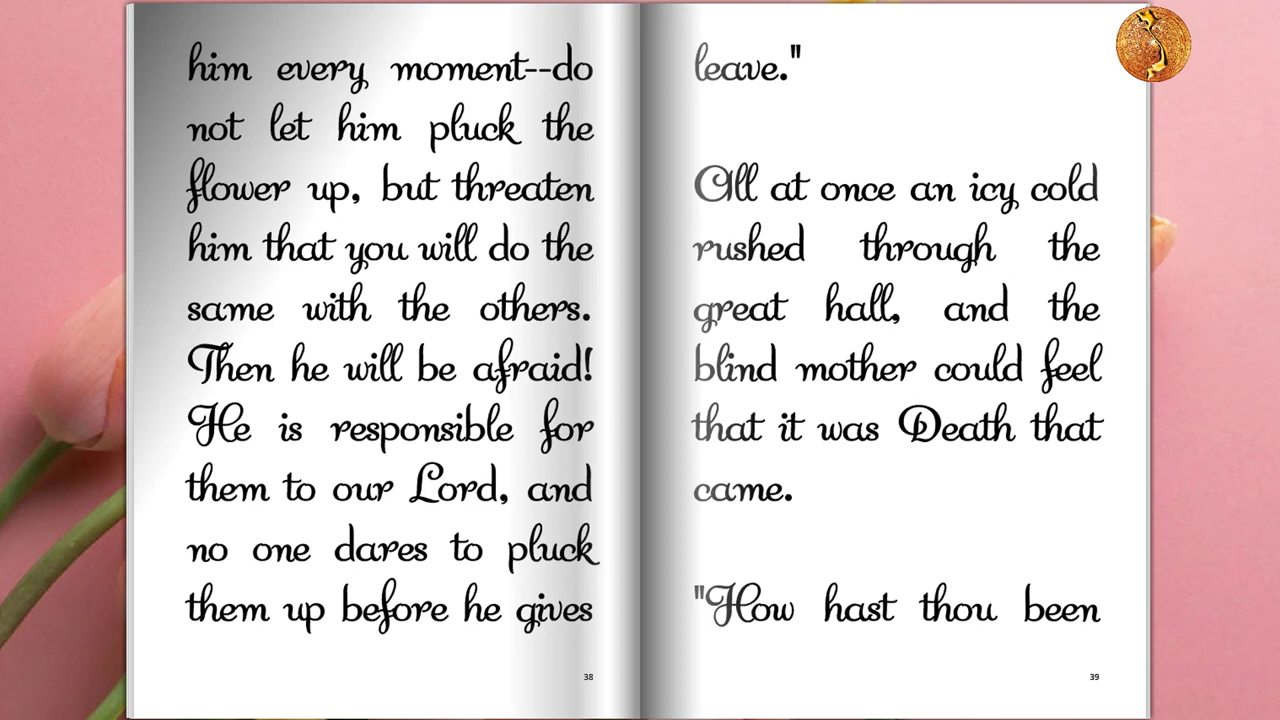 him every moment--do
not let him pluck the
flower up, but threaten
him that you will do the
same with the others.
Then he will be afraid!
He is responsible for
them to our Lord, and
no one dares to pluck
them up before he gives
38
leave."
All at once an icy cold
rushed through the
great hall, and the
blind mother could feel
that it was Death that
came.
"How hast thou been
39